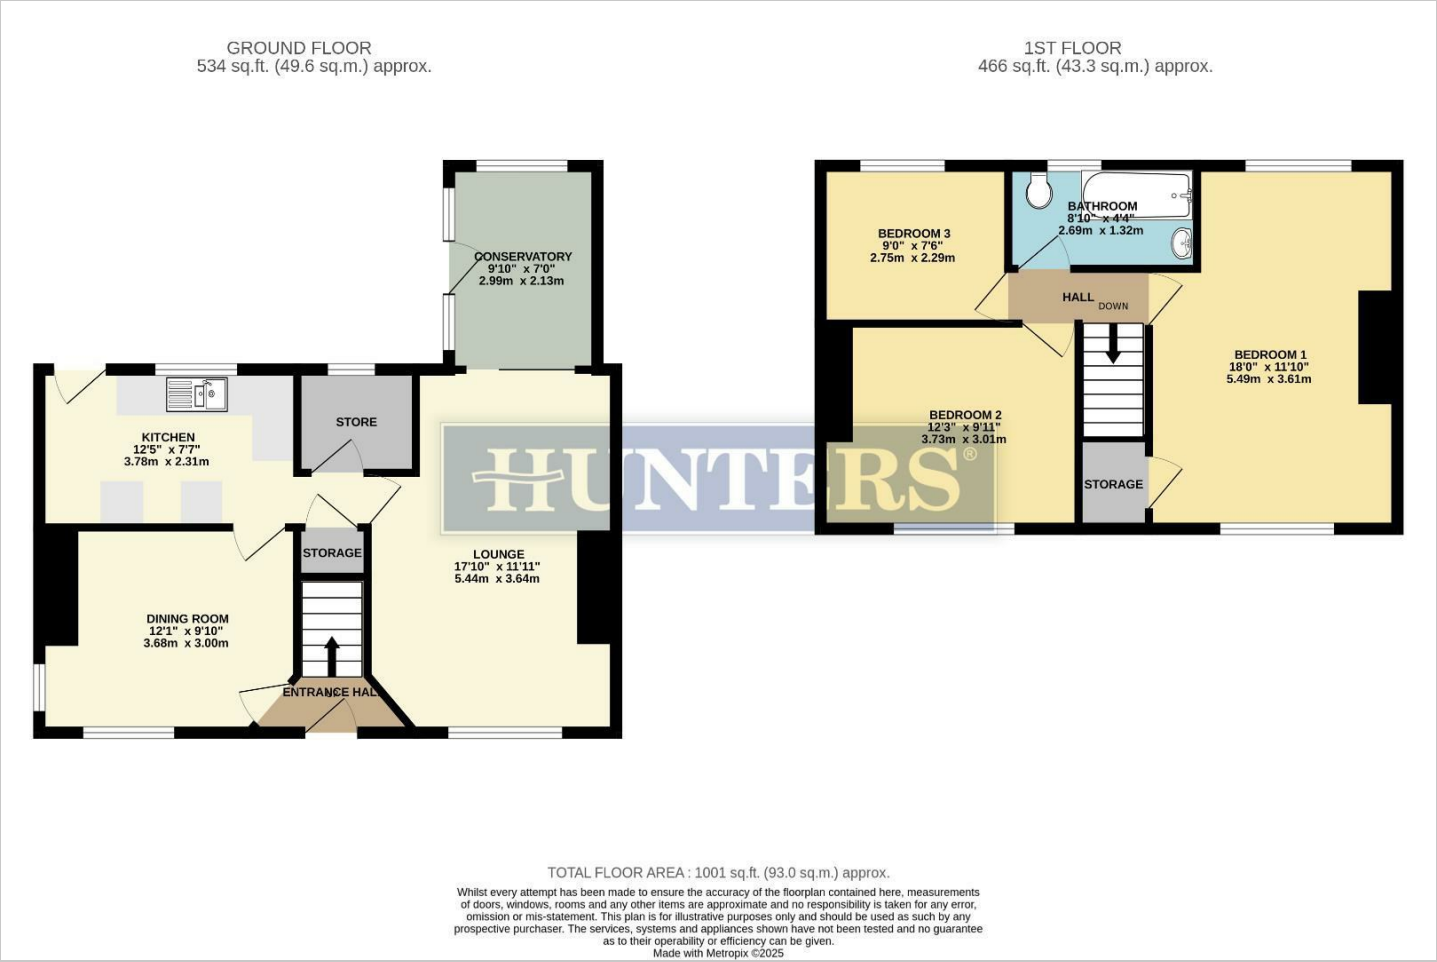 GROUND FLOOR
534 sq.ft. (49.6 sq.m.) approx.
1ST FLOOR
466 sq.ft. (43.3 sq.m.) approx.
CONSERVATORY
9'10" x 7'0"
2.99m x 2.13m
KITCHEN
12'5" x 7'7"
3.78m x 2.31m
STORE
STORAGE
LOUNGE
17'10" x 11'11"
5.44m x 3.64m
DINING ROOM
12'1" x 9'10"
3.68m x 3.00m
ENTRANCE HALL
UP
BEDROOM 3
9'0" x 7'6"
2.75m x 2.29m
BATHROOM
8'10" x 4'4"
2.69m x 1.32m
HALL
DOWN
BEDROOM 1
18'0" x 11'10"
5.49m x 3.61m
BEDROOM 2
12'3" x 9'11"
3.73m x 3.01m
STORAGE
HUNTERS®
TOTAL FLOOR AREA : 1001 sq.ft. (93.0 sq.m.) approx.
Whilst every attempt has been made to ensure the accuracy of the floorplan contained here, measurements
of doors, windows, rooms and any other items are approximate and no responsibility is taken for any error,
omission or mis-statement. This plan is for illustrative purposes only and should be used as such by any
prospective purchaser. The services, systems and appliances shown have not been tested and no guarantee
as to their operability or efficiency can be given.
Made with Metropix ©2025